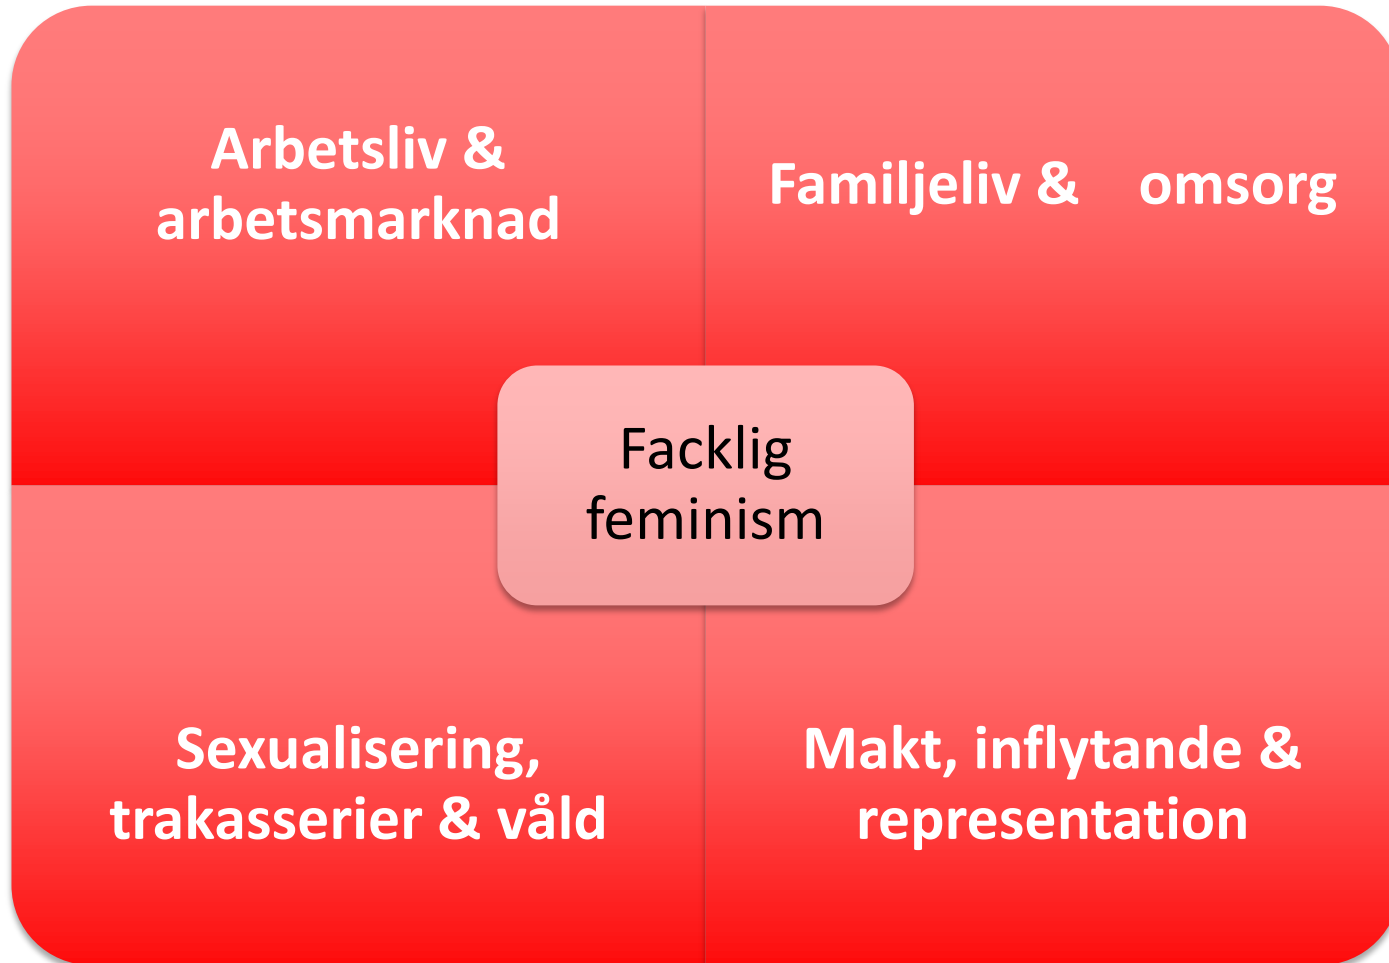 Arbetsliv &
arbetsmarknad
Familjeliv & omsorg
Facklig
feminism
Sexualisering,
trakasserier & våld
Makt, inflytande &
representation